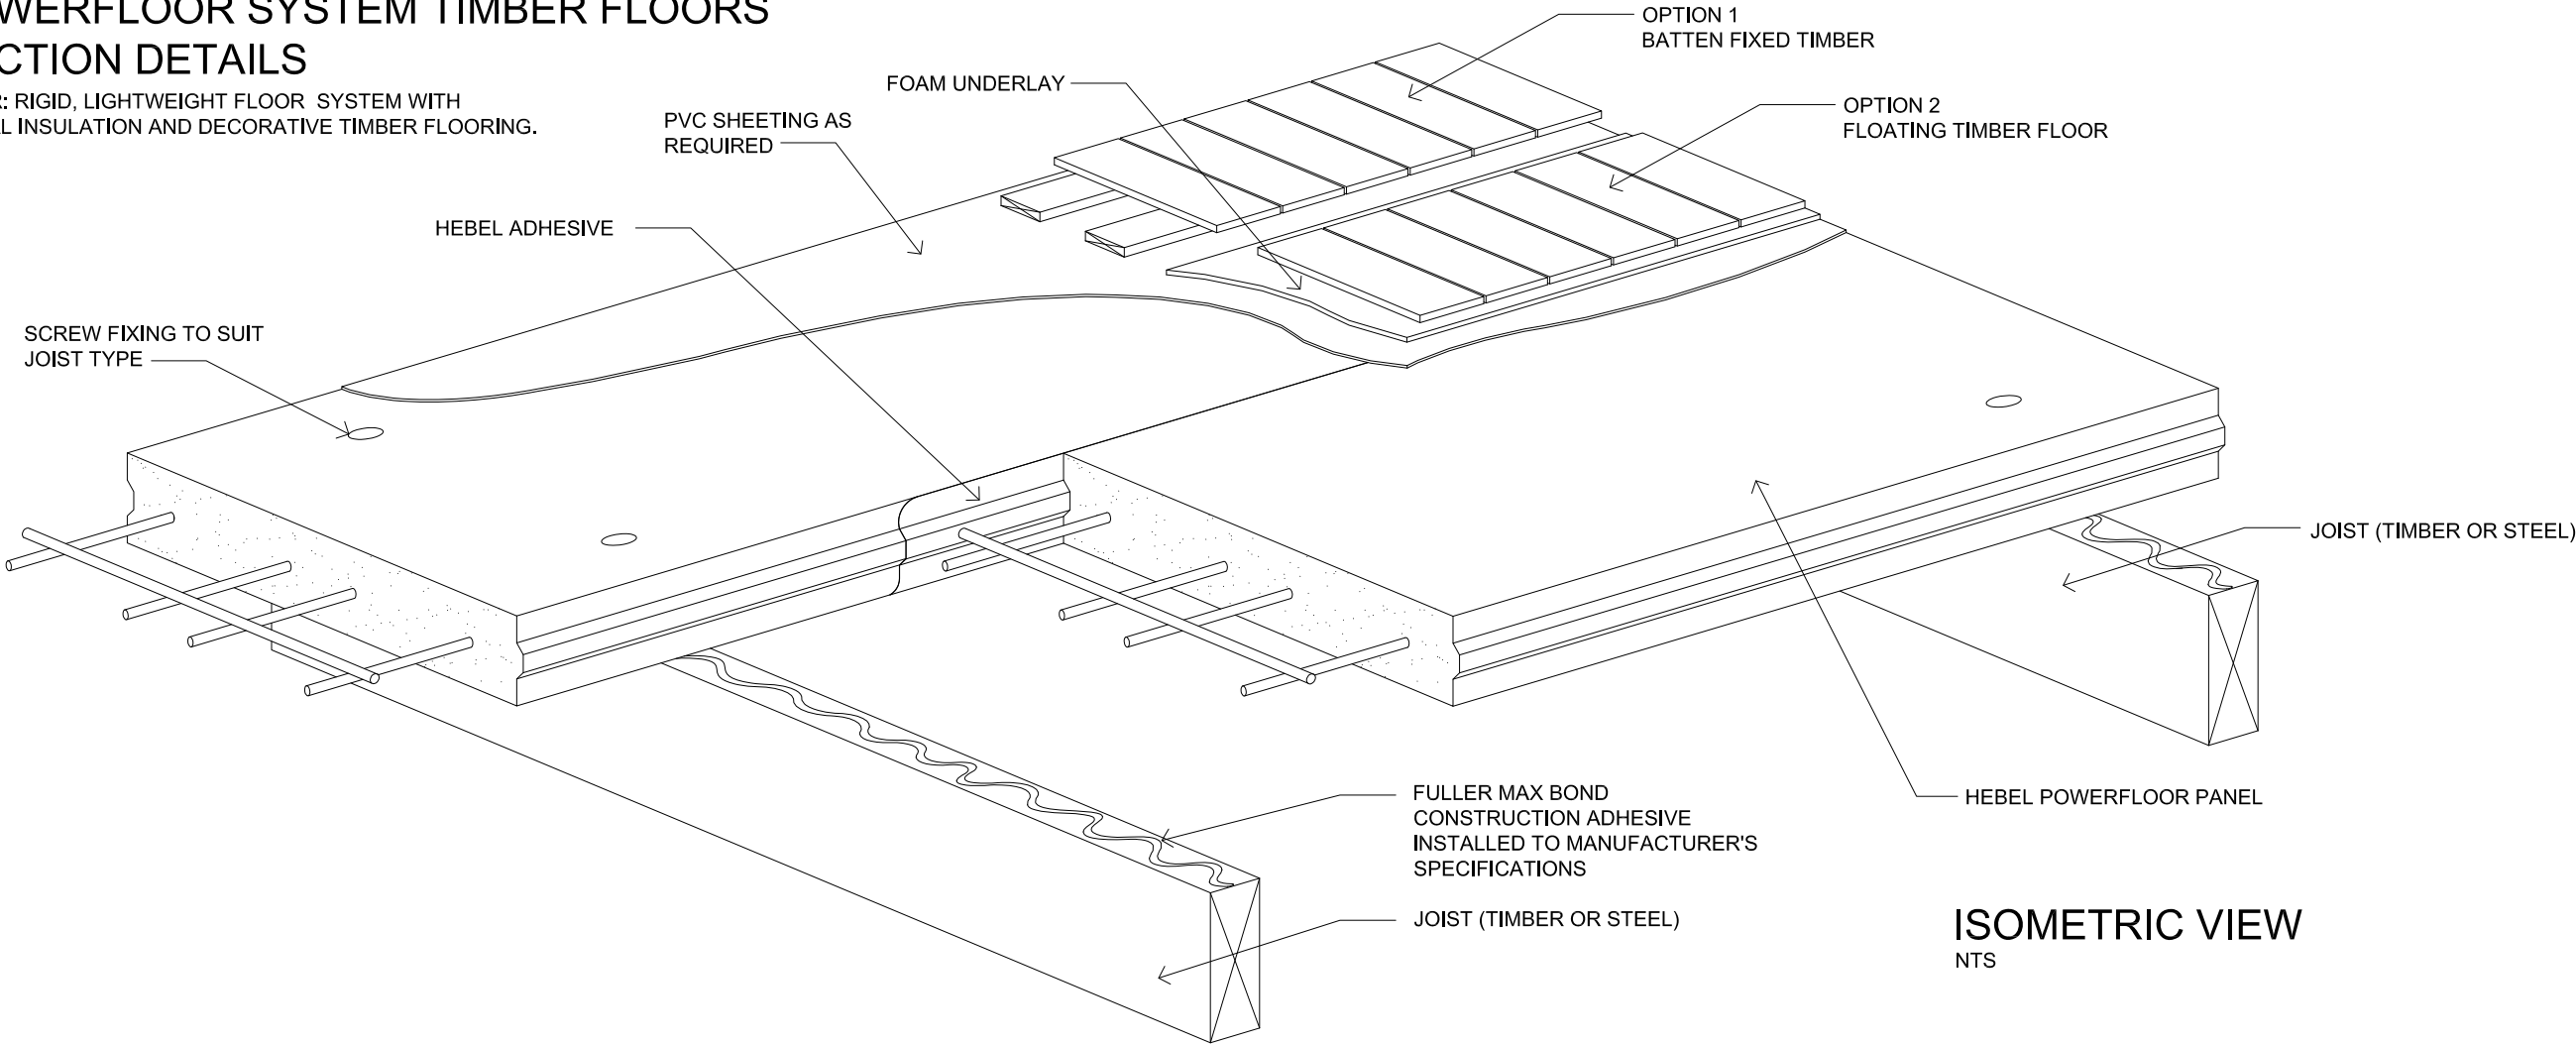 WERFLOOR SYSTEM TIMBER FLOORS
CTION DETAILS
R: RIGID, LIGHTWEIGHT FLOOR SYSTEM WITH
L INSULATION AND DECORATIVE TIMBER FLOORING.
OPTION 1
BATTEN FIXED TIMBER
FOAM UNDERLAY
OPTION 2
FLOATING TIMBER FLOOR
PVC SHEETING AS
REQUIRED
HEBEL ADHESIVE
SCREW FIXING TO SUIT
JOIST TYPE
JOIST (TIMBER OR STEEL)
HEBEL POWERFLOOR PANEL
FULLER MAX BOND
CONSTRUCTION ADHESIVE
INSTALLED TO MANUFACTURER'S
SPECIFICATIONS
JOIST (TIMBER OR STEEL)
ISOMETRIC VIEW
NTS